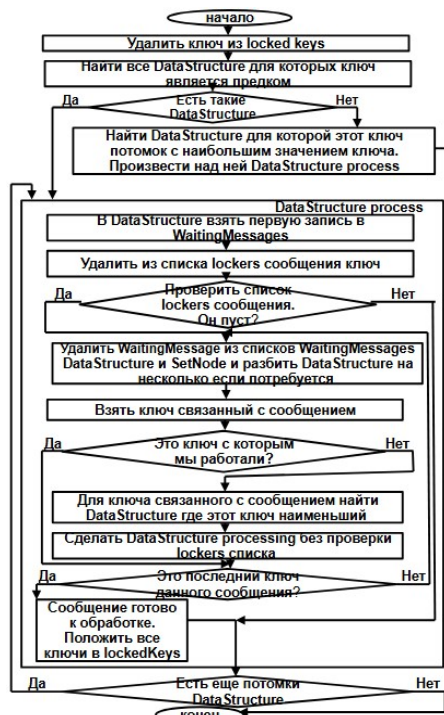 начало
Удалить ключ из locked keys
Найти все DataStructure для которых ключ
является предком
Да
Есть такие
DataStructure
Нет
Найти DataStructure для которой этот ключ
потомок с наибольшим значением ключа.
Произвести над ней DataStructure process
DataStructure process
В DataStructure взять первую запись в
WaitingMessages
Удалить из списка lockers сообщения ключ
Да
Проверить список
lockers сообщения.
Он пуст?
Нет
Удалить WaitingMessage из списков WaitingMessages
DataStructure и SetNode и разбить DataStructure на
несколько если потребуется
Взять ключ связанный с сообщением
Да
Это ключ с которым
мы работали?
Нет
Для ключа связанного с сообщением найти
DataStructure где этот ключ наименьший
Сделать DataStructure processing без проверки
lockers списка
Да
Это последний ключ
данного сообщения?
Нет
Сообщение готово
к обработке.
Положить все
ключи в lockedKeys
Да
Есть еще потомки
DataStructure
Нет
конец